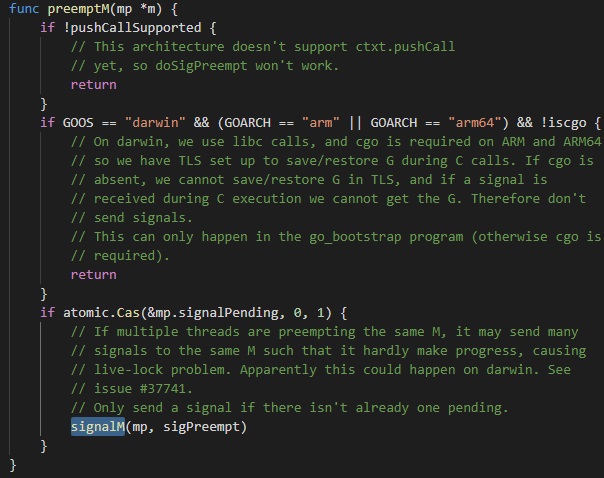 func preemptM(mp *m) {
    if !pushCallSupported {
        // This architecture doesn't support ctxt.pushCall
        // yet, so doSigPreempt won't work.
        return
    }
    if GOOS == "darwin" && (GOARCH == "arm" || GOARCH == "arm64") && !iscgo {
        // On darwin, we use libc calls, and cgo is required on ARM and ARM64
        // so we have TLS set up to save/restore G during C calls. If cgo is
        // absent, we cannot save/restore G in TLS, and if a signal is
        // received during C execution we cannot get the G. Therefore don't
        // send signals.
        // This can only happen in the go_bootstrap program (otherwise cgo is
        // required).
        return
    }
    if atomic.Cas(&mp.signalPending, 0, 1) {
        // If multiple threads are preempting the same M, it may send many
        // signals to the same M such that it hardly make progress, causing
        // live-lock problem. Apparently this could happen on darwin. See
        // issue #37741.
        // Only send a signal if there isn't already one pending.
        signalM(mp, sigPreempt)
    }
}